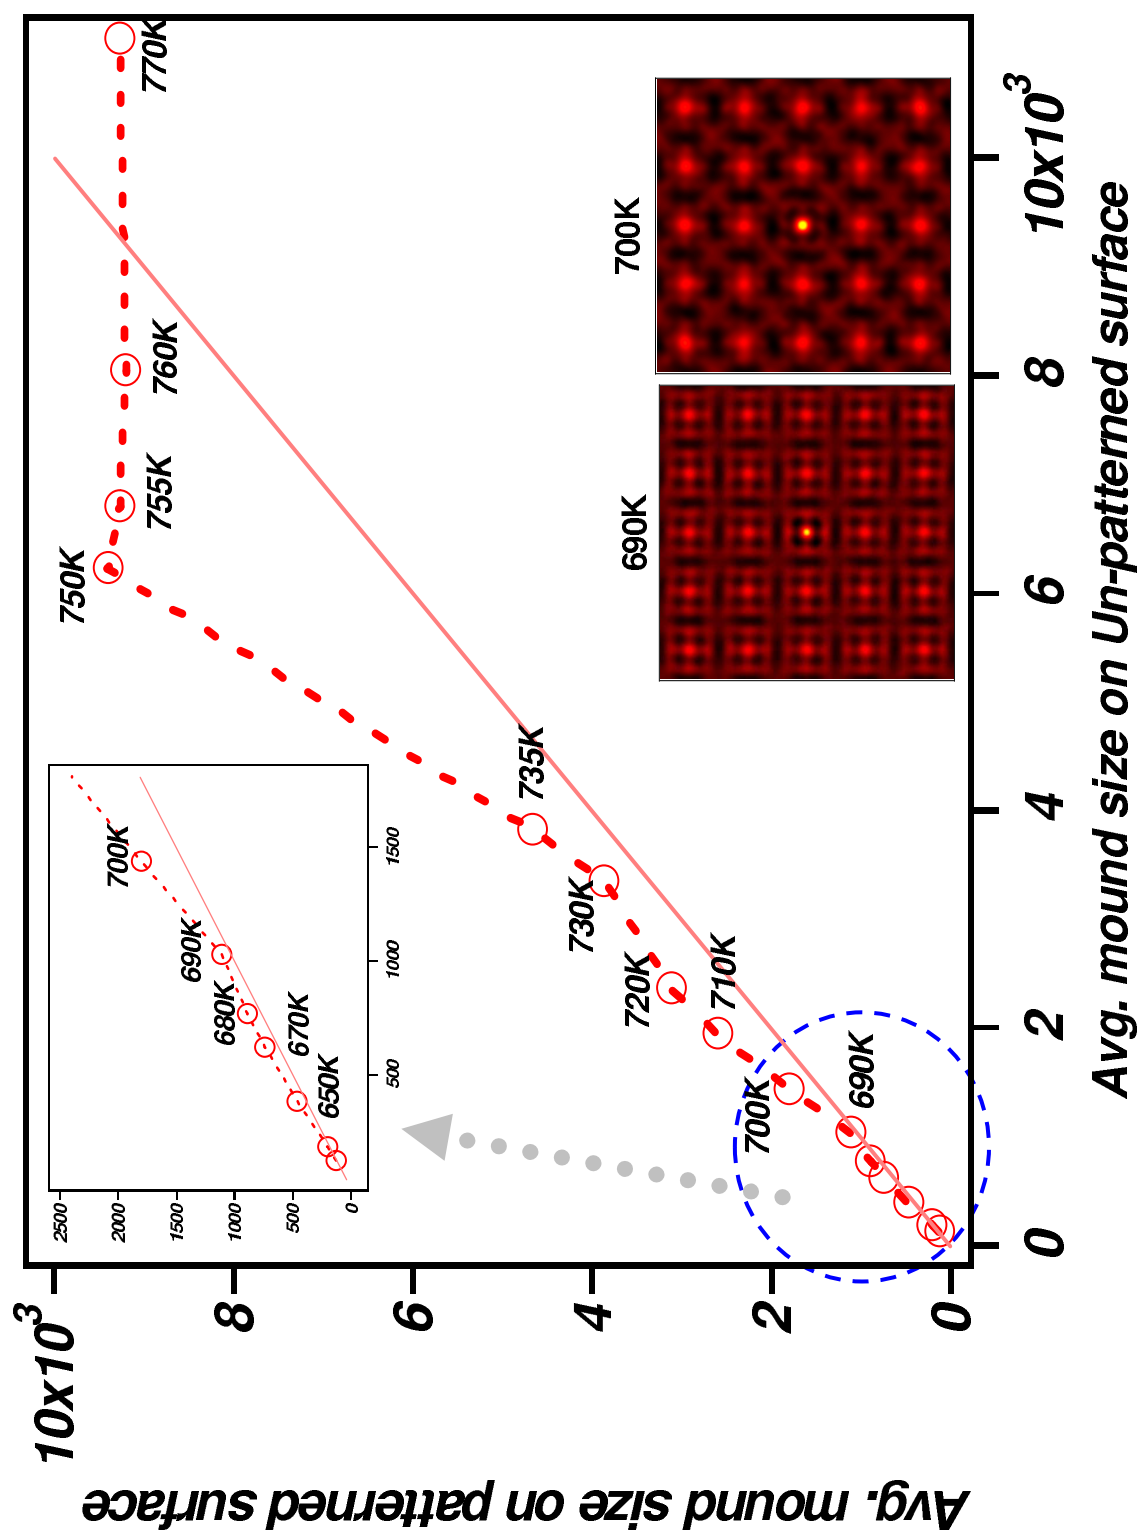 10x10³
8
6
4
2
0
Avg. mound size on patterned surface
0
2
4
6
8
10x10³
Avg. mound size on Un-patterned surface
770K
760K
755K
750K
735K
730K
720K
710K
700K
690K
2500
2000
1500
1000
500
0
500
1000
1500
700K
690K
680K
670K
650K
690K
700K